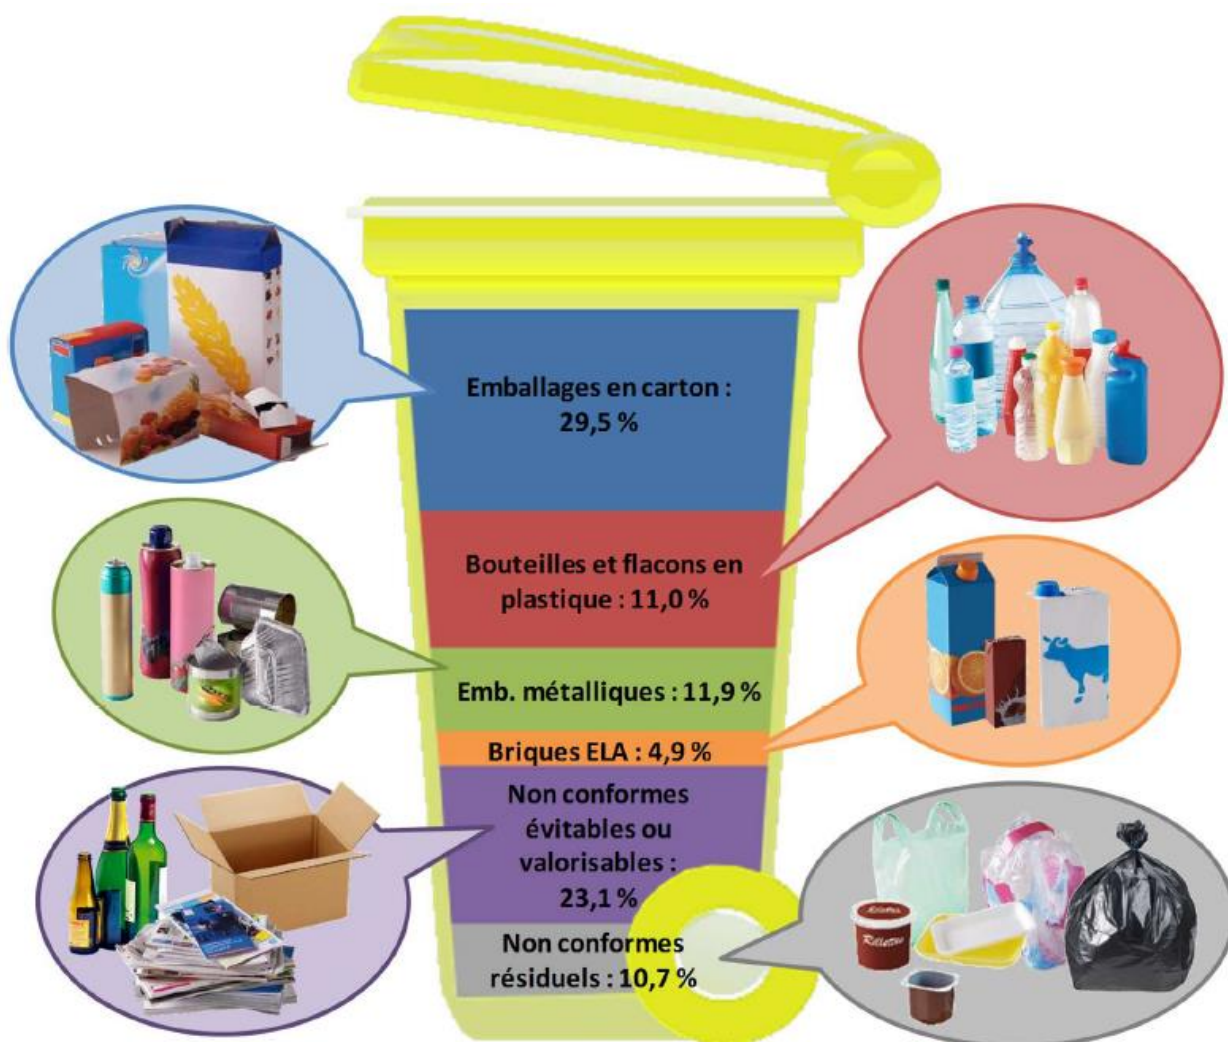 Emballages en carton :
29,5 %
Bouteilles et flacons en
plastique : 11,0 %
Emb. métalliques : 11,9 %
Briques ELA : 4,9 %
Non conformes
évitables ou
valorisables :
23,1 %
Non conformes
résiduels : 10,7 %
Rillettes